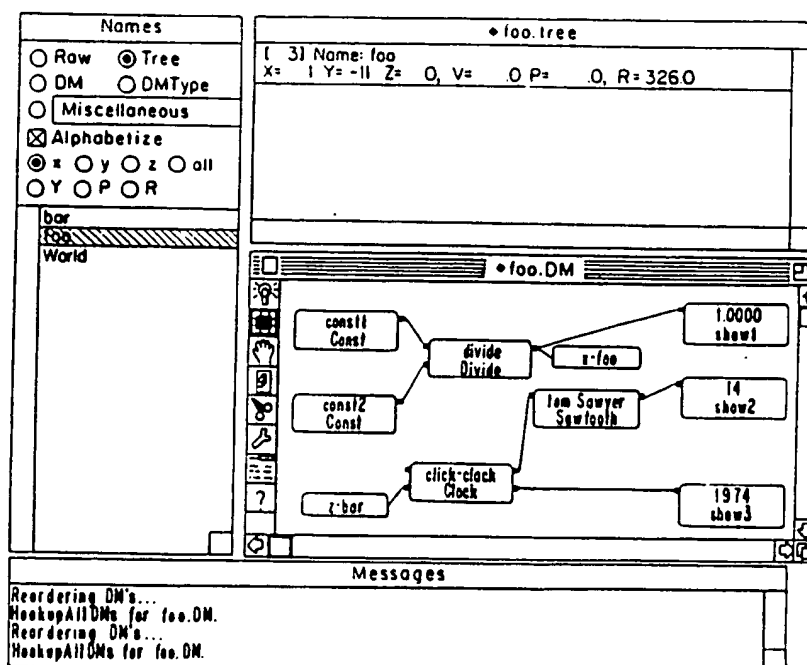 Names
Raw Tree
DM DMType
Miscellaneous
Alphabetize
x y z all
Y P R
bar
foo
World
◆foo.tree
[ 3] Name: foo
X= 1 Y= -11 Z= 0, V= .0 P= .0, R= 326.0
◆foo.DM
const1
Const
const2
Const
divide
Divide
x-foo
1.0000
show1
tom Sawyer
Sawtooth
14
show2
click-clack
Clock
z-bar
1974
show3
?
Messages
Reordering DM's...
HookupAllDMs for foo.DM.
Reordering DM's...
HookupAllDMs for foo.DM.